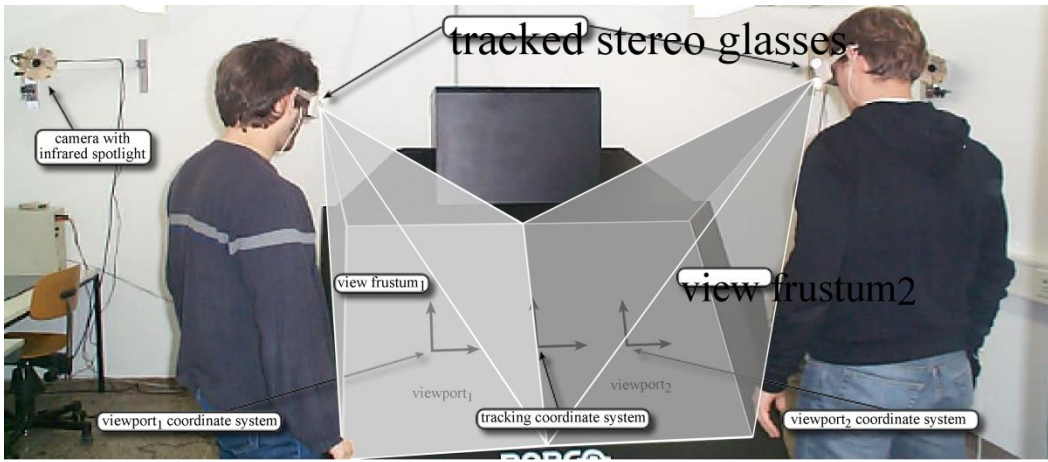 tracked stereo glasses
camera with
infrared spotlight
view frustum1
view frustum2
viewport1
viewport2
viewport1 coordinate system
tracking coordinate system
viewport2 coordinate system